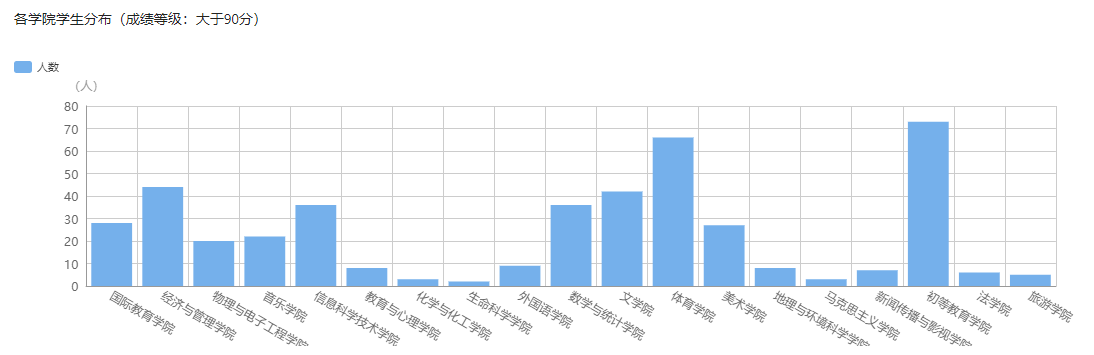 各学院学生分布（成绩等级：大于90分）
人数
（人）
80
70
60
50
40
30
20
10
0
国际教育学院
经济与管理学院
物理与电子工程学院
音乐学院
信息科学技术学院
教育与心理学院
化学与化工学院
生命科学学院
外国语学院
数学与统计学院
文学院
体育学院
美术学院
地理与环境科学学院
马克思主义学院
新闻传播与影视学院
初等教育学院
法学院
旅游学院